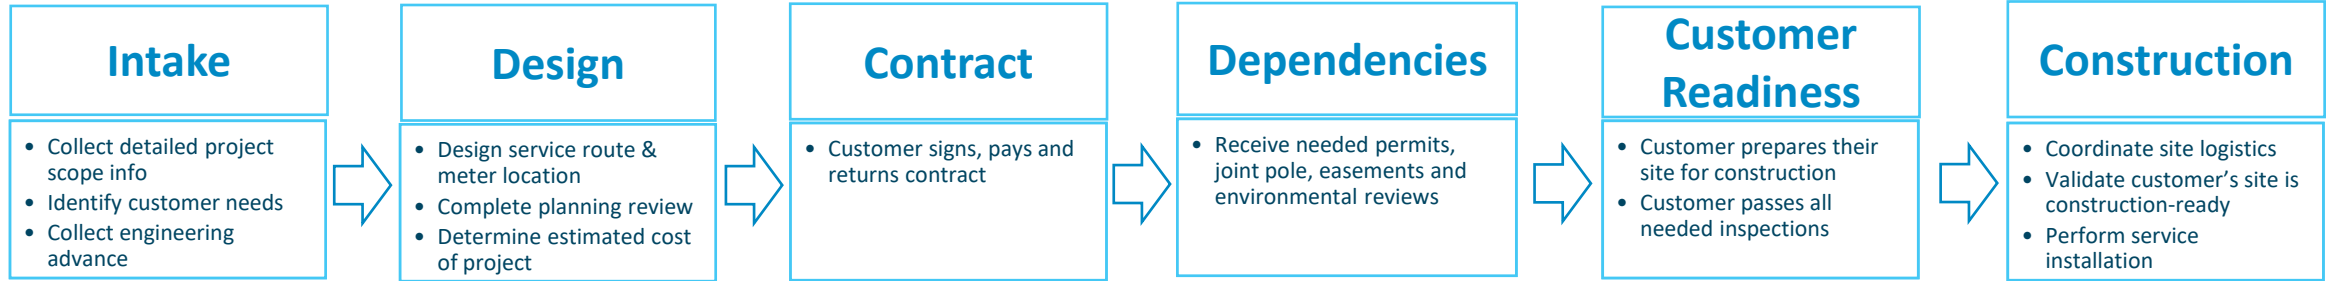 Intake
• Collect detailed project
scope info
• Identify customer needs
• Collect engineering
advance
Design
• Design service route &
meter location
• Complete planning review
• Determine estimated cost
of project
Contract
• Customer signs, pays and
returns contract
Dependencies
• Receive needed permits,
joint pole, easements and
environmental reviews
Customer
Readiness
• Customer prepares their
site for construction
• Customer passes all
needed inspections
Construction
• Coordinate site logistics
• Validate customer’s site is
construction-ready
• Perform service
installation